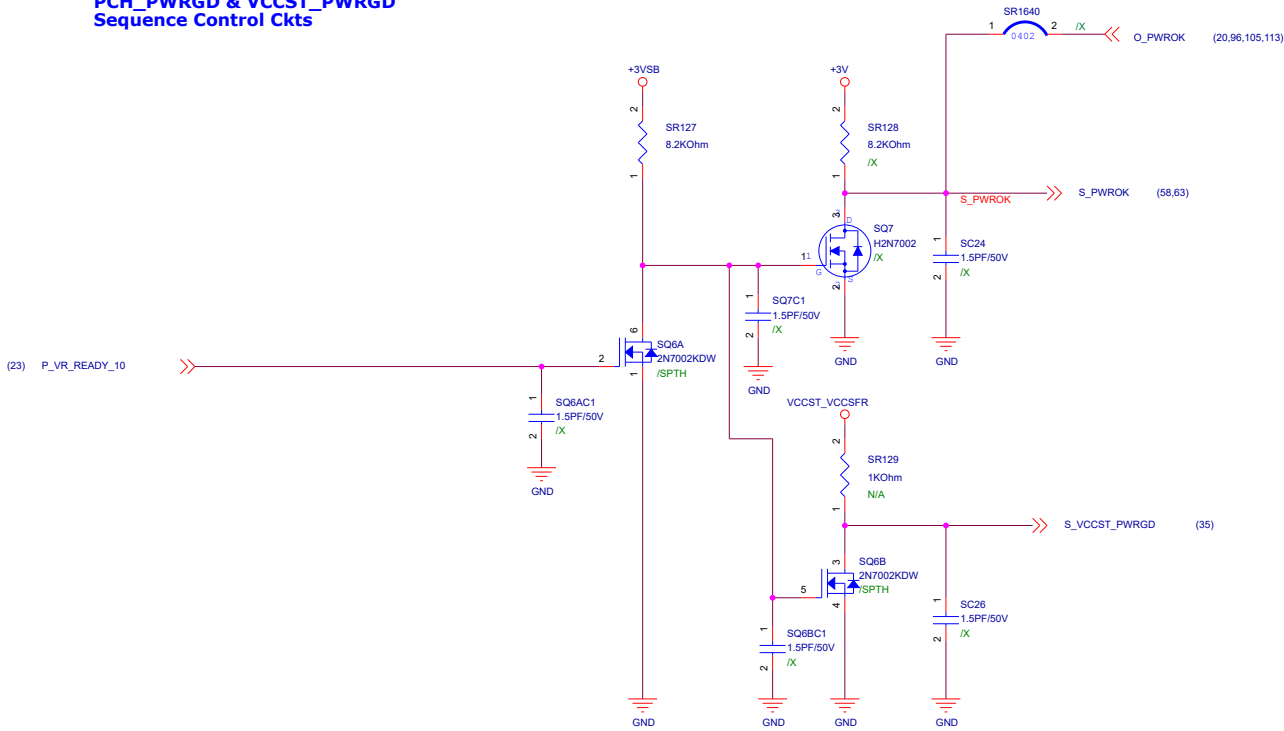 PCH_PWRGD & VCCST_PWRGD
Sequence Control Ckts
SR1640
1 2 /X
0402
O_PWROK (20,96,105,113)
+3VSB
+3V
2
SR127
8.2KOhm
1
2
SR128
8.2KOhm
/X
1
S_PWROK (58,63)
S_PWROK
3
D
SQ7
H2N7002
/X
1 1
G
S
2
1
SC24
1.5PF/50V
2
/X
1
SQ7C1
1.5PF/50V
2
/X
GND
GND
GND
6
SQ6A
2N7002KDW
/SPTH
2
1
(23) P_VR_READY_10
1
SQ6AC1
1.5PF/50V
2
/X
GND
VCCST_VCCSFR
2
SR129
1KOhm
N/A
1
S_VCCST_PWRGD (35)
3
SQ6B
2N7002KDW
/SPTH
5
4
1
SC26
1.5PF/50V
2
/X
1
SQ6BC1
1.5PF/50V
2
/X
GND
GND
GND
GND